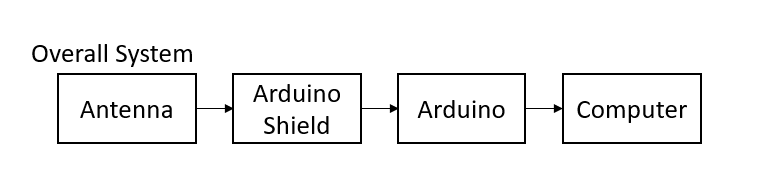 Overall System
Antenna
Arduino
Shield
Arduino
Computer